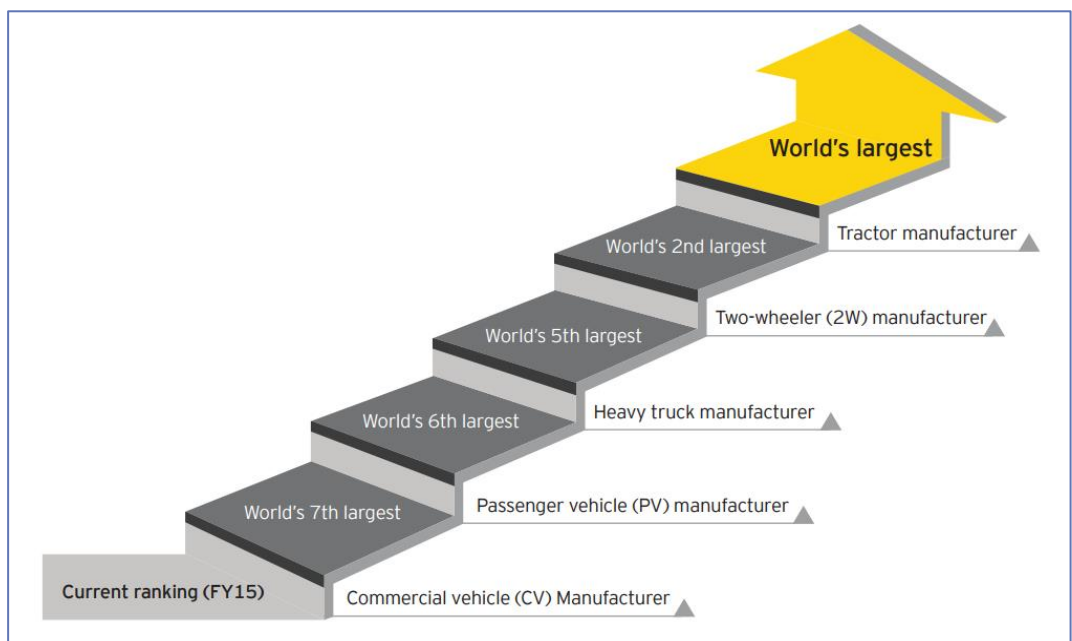 World's largest
Tractor manufacturer
World's 2nd largest
Two-wheeler (2W) manufacturer
World's 5th largest
Heavy truck manufacturer
World's 6th largest
Passenger vehicle (PV) manufacturer
World's 7th largest
Commercial vehicle (CV) Manufacturer
Current ranking (FY15)